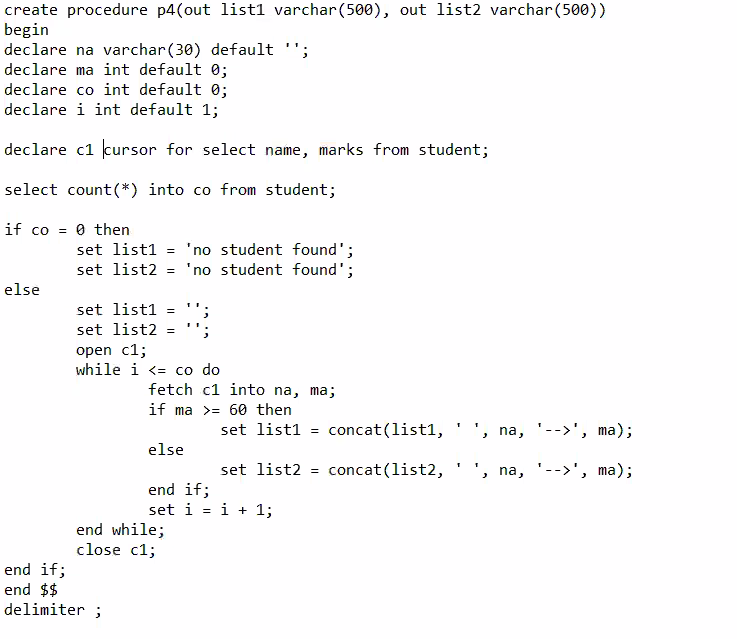 create procedure p4(out list1 varchar(500), out list2 varchar(500))
begin
declare na varchar(30) default '';
declare ma int default 0;
declare co int default 0;
declare i int default 1;

declare c1 cursor for select name, marks from student;

select count(*) into co from student;

if co = 0 then
        set list1 = 'no student found';
        set list2 = 'no student found';
else
        set list1 = '';
        set list2 = '';
        open c1;
        while i <= co do
                fetch c1 into na, ma;
                if ma >= 60 then
                        set list1 = concat(list1, ' ', na, '-->', ma);
                else
                        set list2 = concat(list2, ' ', na, '-->', ma);
                end if;
                set i = i + 1;
        end while;
        close c1;
end if;
end $$
delimiter ;